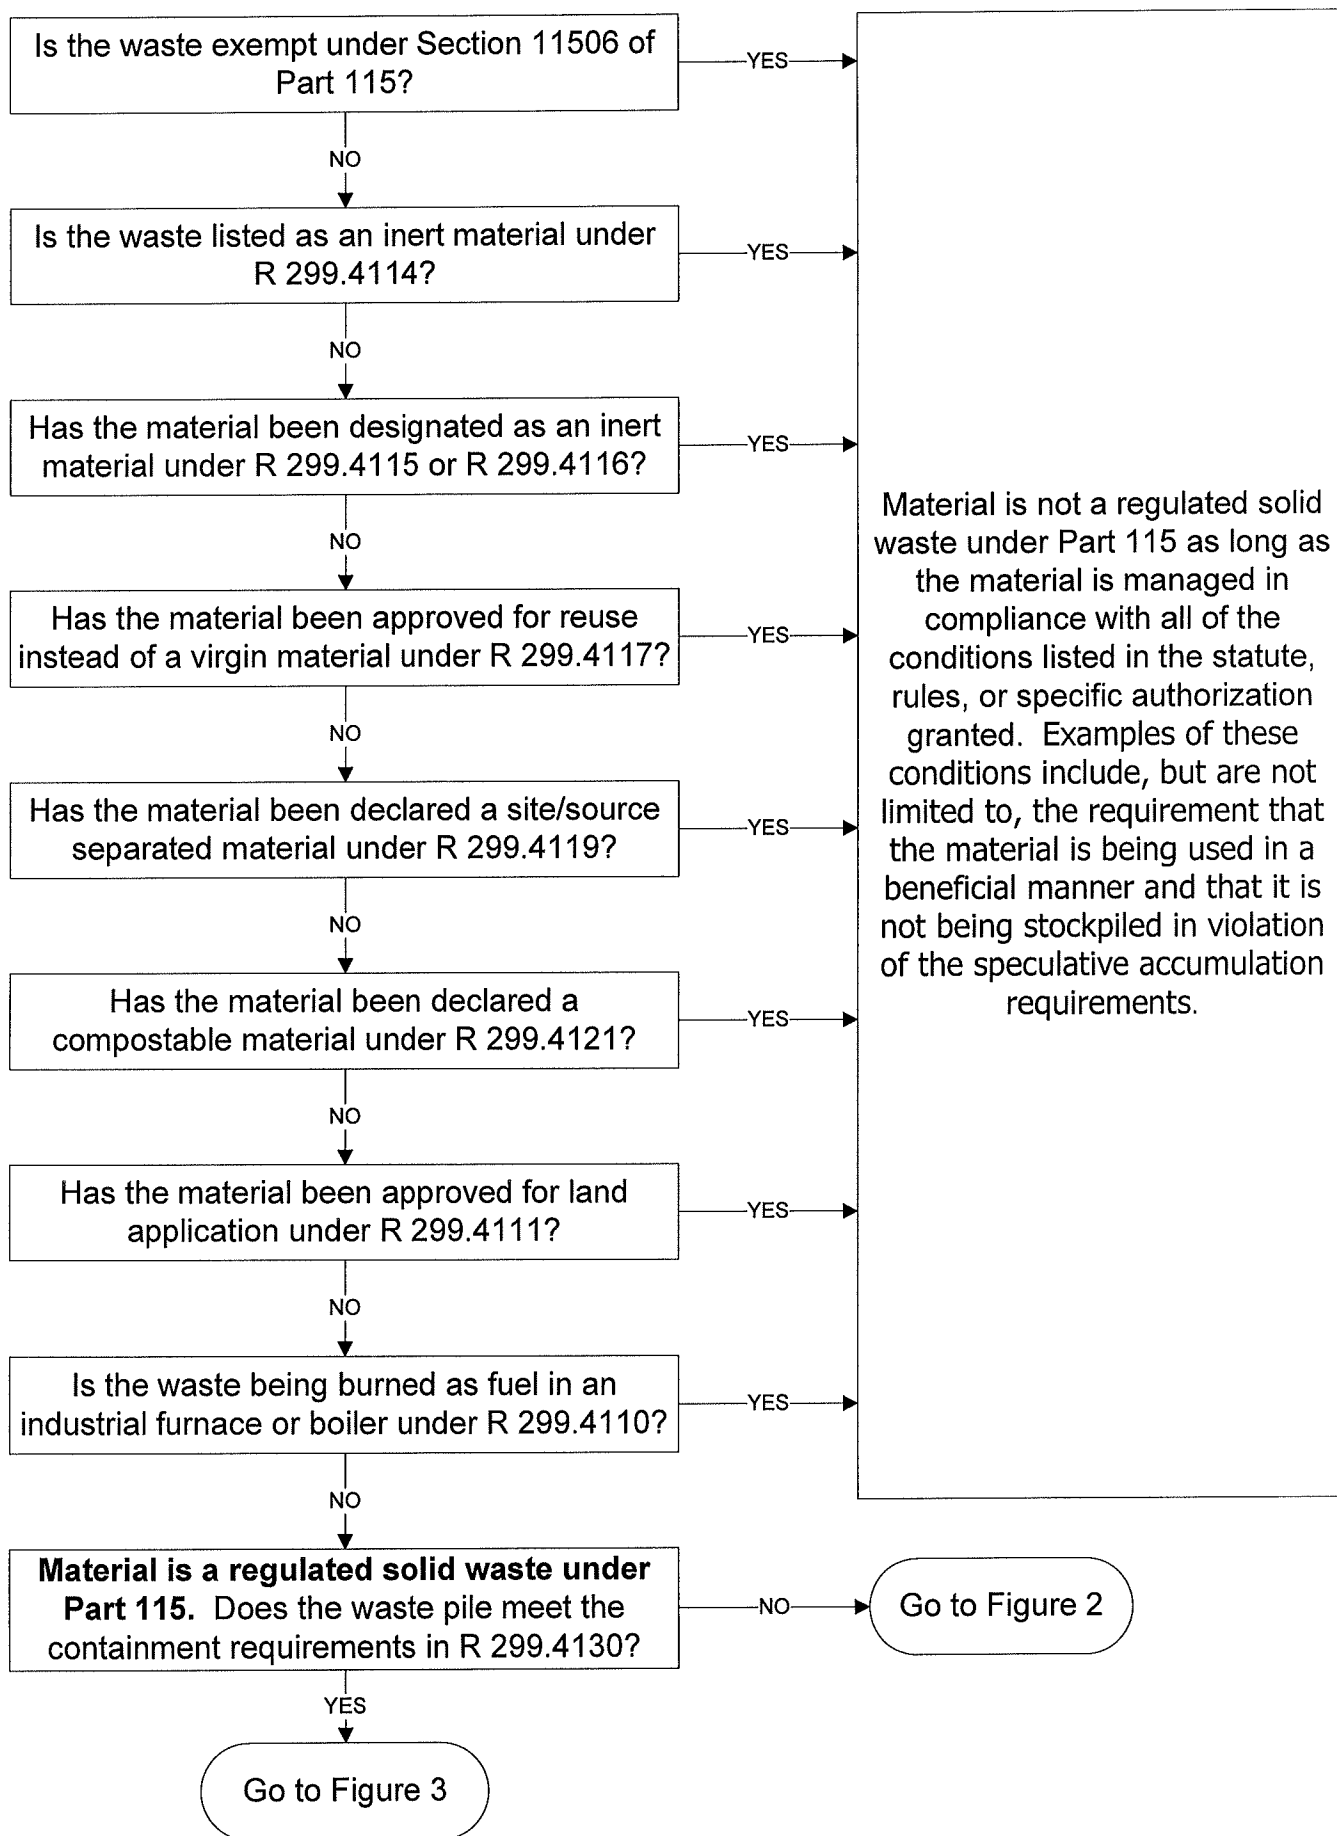 Is the waste exempt under Section 11506 of
Part 115?
YES
NO
Is the waste listed as an inert material under
R 299.4114?
YES
NO
Has the material been designated as an inert
material under R 299.4115 or R 299.4116?
YES
NO
Has the material been approved for reuse
instead of a virgin material under R 299.4117?
YES
NO
Has the material been declared a site/source
separated material under R 299.4119?
YES
NO
Has the material been declared a
compostable material under R 299.4121?
YES
NO
Has the material been approved for land
application under R 299.4111?
YES
NO
Is the waste being burned as fuel in an
industrial furnace or boiler under R 299.4110?
YES
NO
Material is not a regulated solid
waste under Part 115 as long as
the material is managed in
compliance with all of the
conditions listed in the statute,
rules, or specific authorization
granted. Examples of these
conditions include, but are not
limited to, the requirement that
the material is being used in a
beneficial manner and that it is
not being stockpiled in violation
of the speculative accumulation
requirements.
Material is a regulated solid waste under
Part 115. Does the waste pile meet the
containment requirements in R 299.4130?
NO
Go to Figure 2
YES
Go to Figure 3